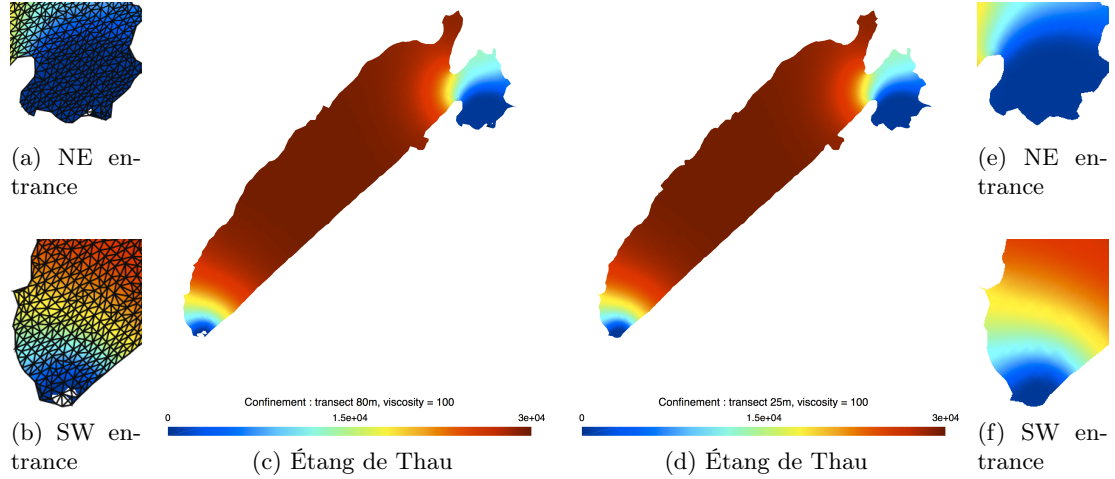 (a) NE en-
trance
(b) SW en-
trance
Confinement : transect 80m, viscosity = 100
0 1.5e+04 3e+04
(c) Étang de Thau
Confinement : transect 25m, viscosity = 100
0 1.5e+04 3e+04
(d) Étang de Thau
(e) NE en-
trance
(f) SW en-
trance